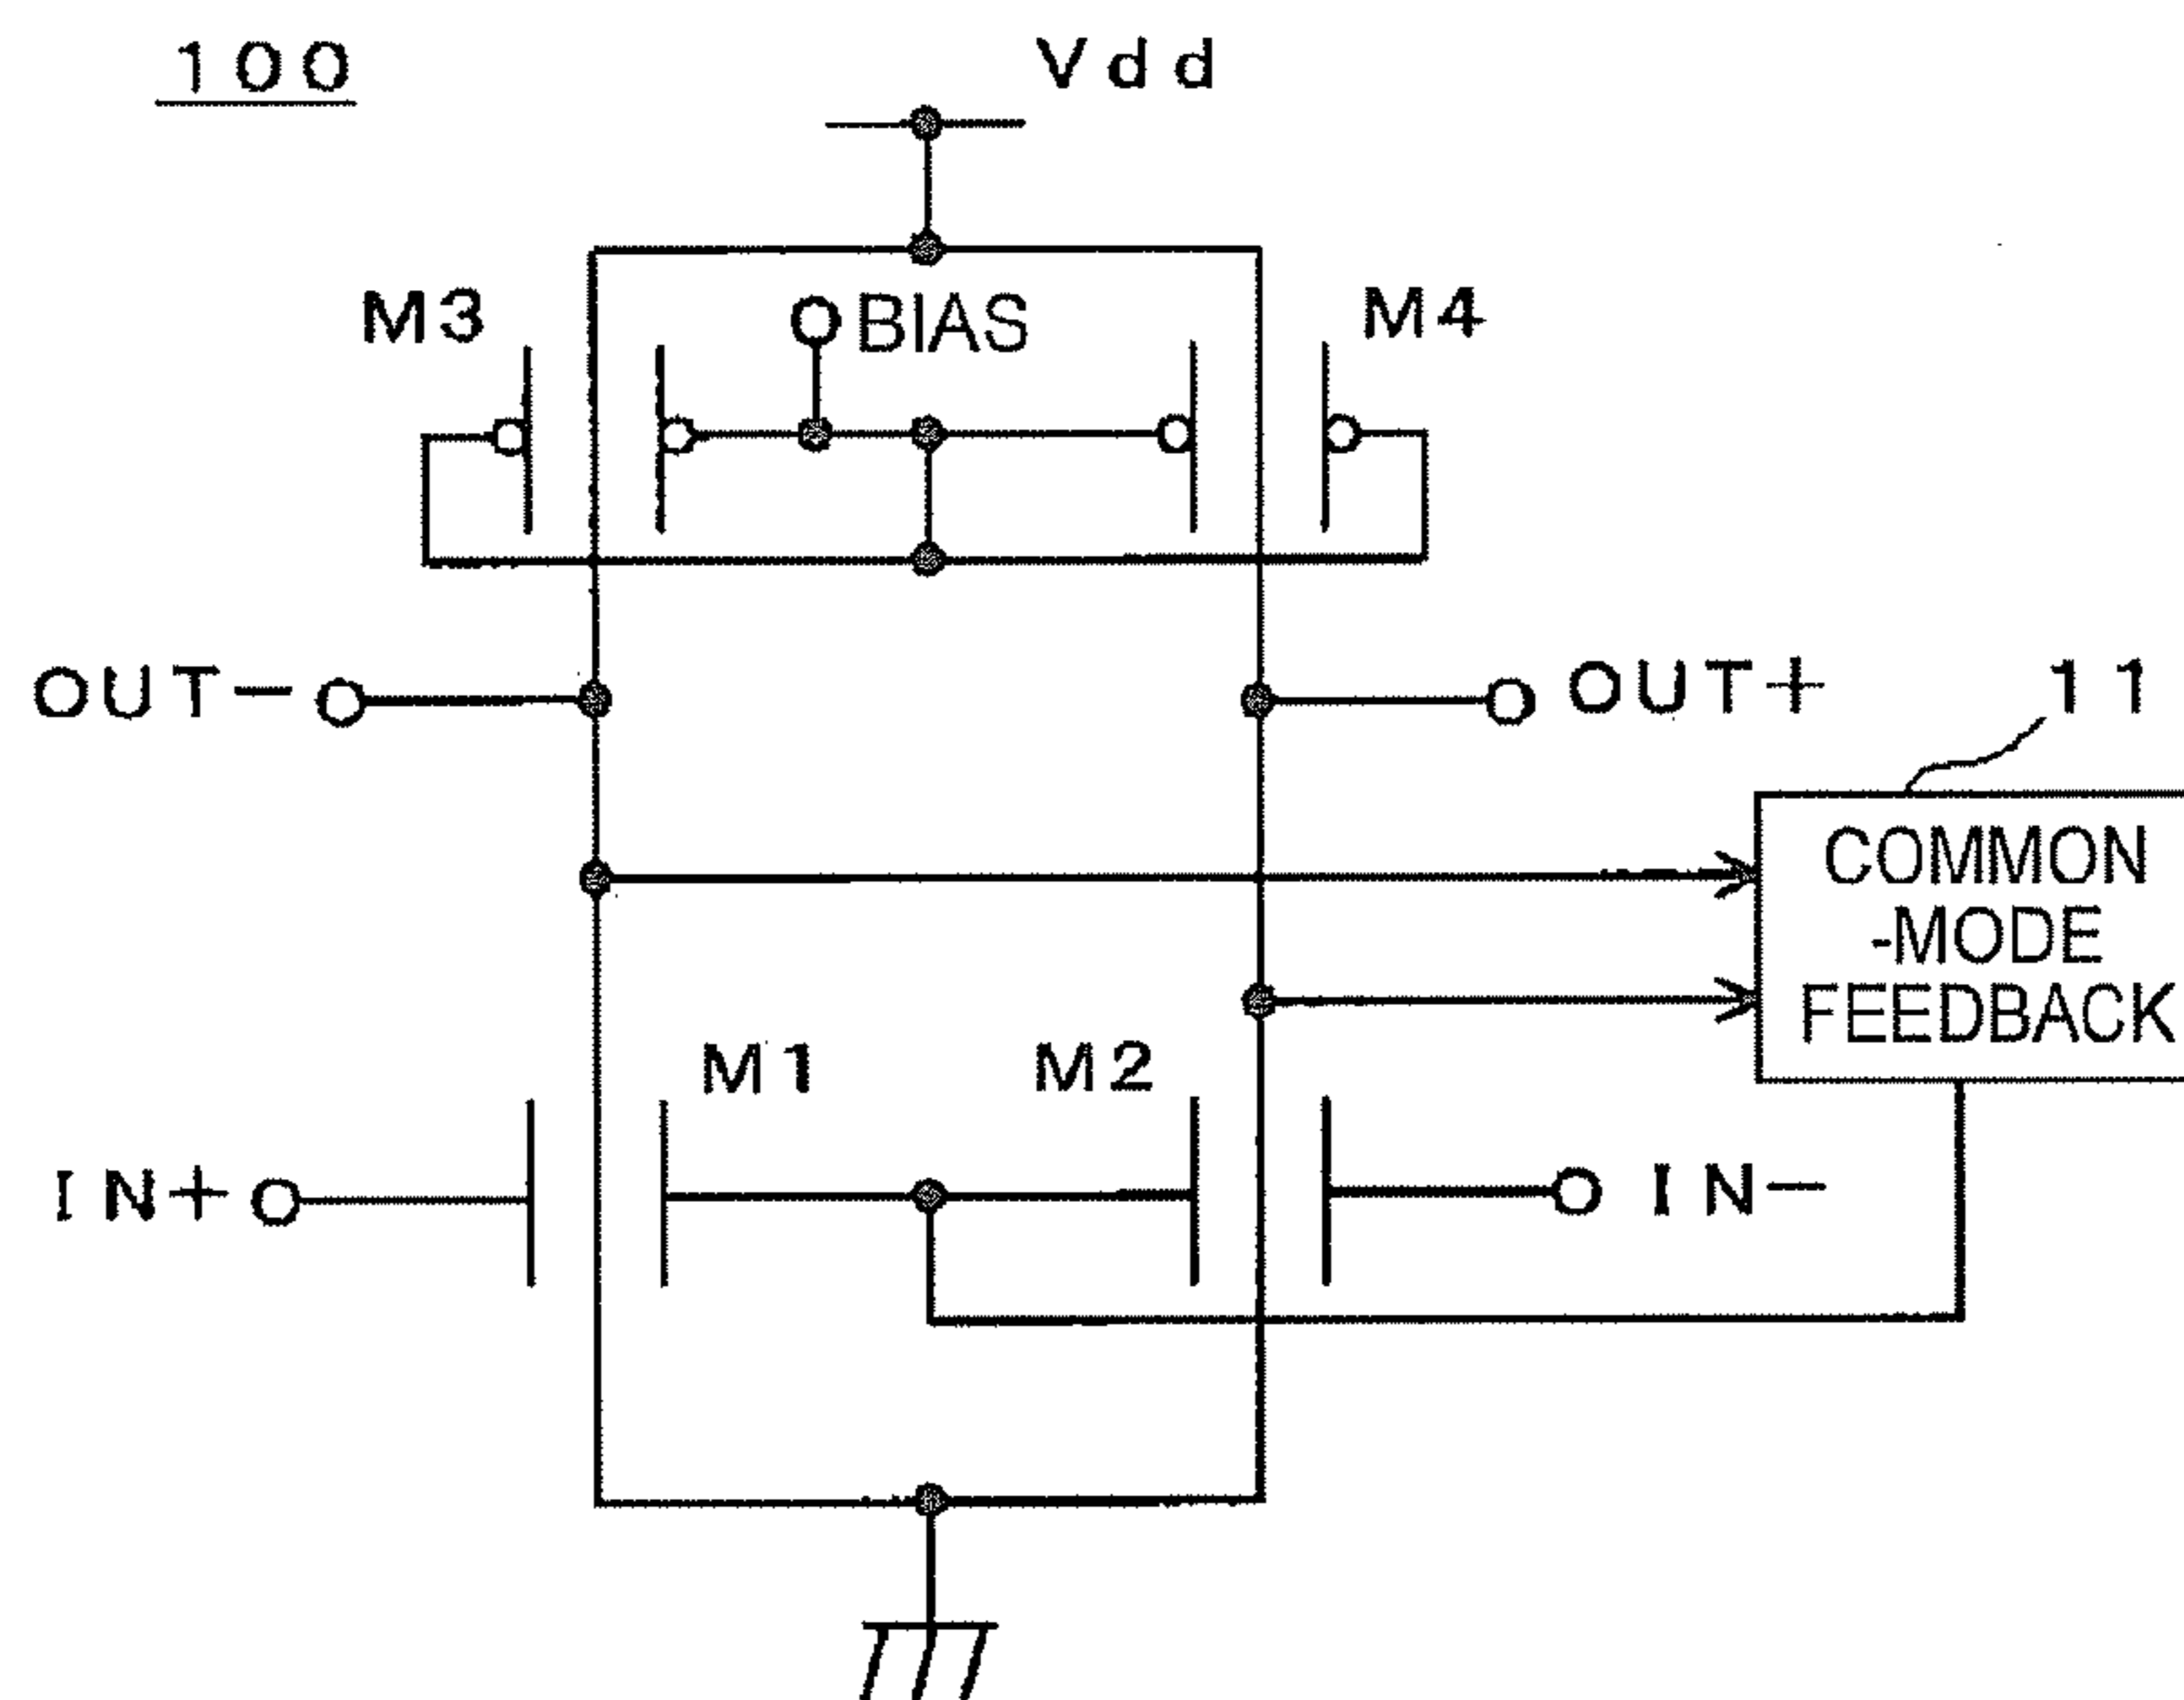 100
Vdd
M3
BIAS
M4
OUT-
OUT+
11
COMMON
-MODE
FEEDBACK
M1
M2
IN+
IN-